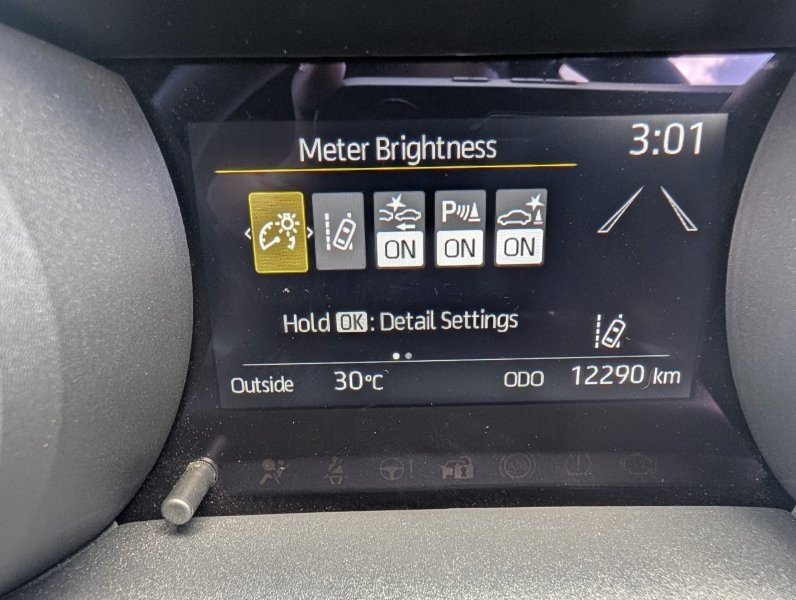 3:01
Meter Brightness
P
ON ON ON
Hold OK: Detail Settings
Outside 30°C ODO 12290 km